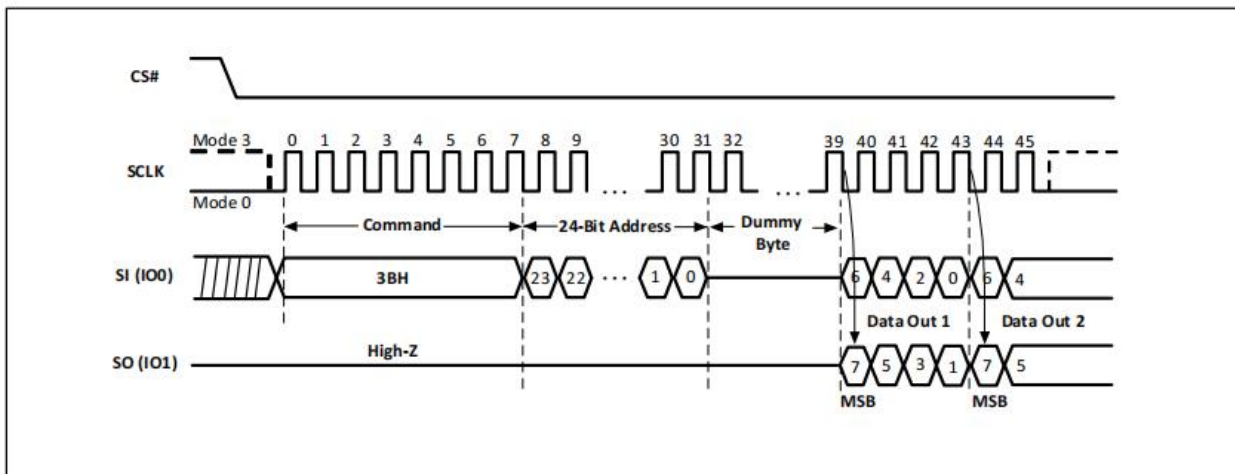 CS#
Mode 3
0 1 2 3 4 5 6 7 8 9 30 31 32 39 40 41 42 43 44 45
SCLK
... ...
Mode 0
Command 24-Bit Address Dummy
Byte
SI (IO0) 3BH 23 22 ... 1 0 6 4 2 0 6 4
Data Out 1 Data Out 2
High-Z
SO (IO1) 7 5 3 1 7 5
MSB MSB